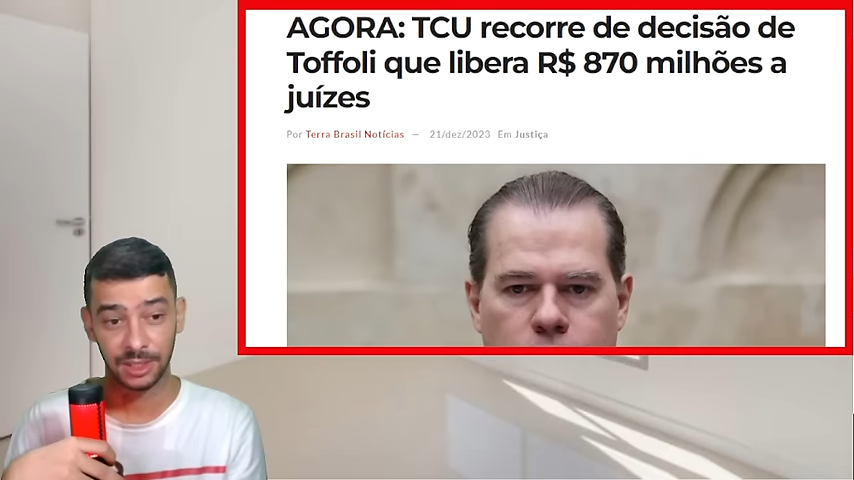 AGORA: TCU recorre de decisão de
Toffoli que libera R$ 870 milhões a
juízes
Por Terra Brasil Notícias — 21/dez/2023 Em Justiça